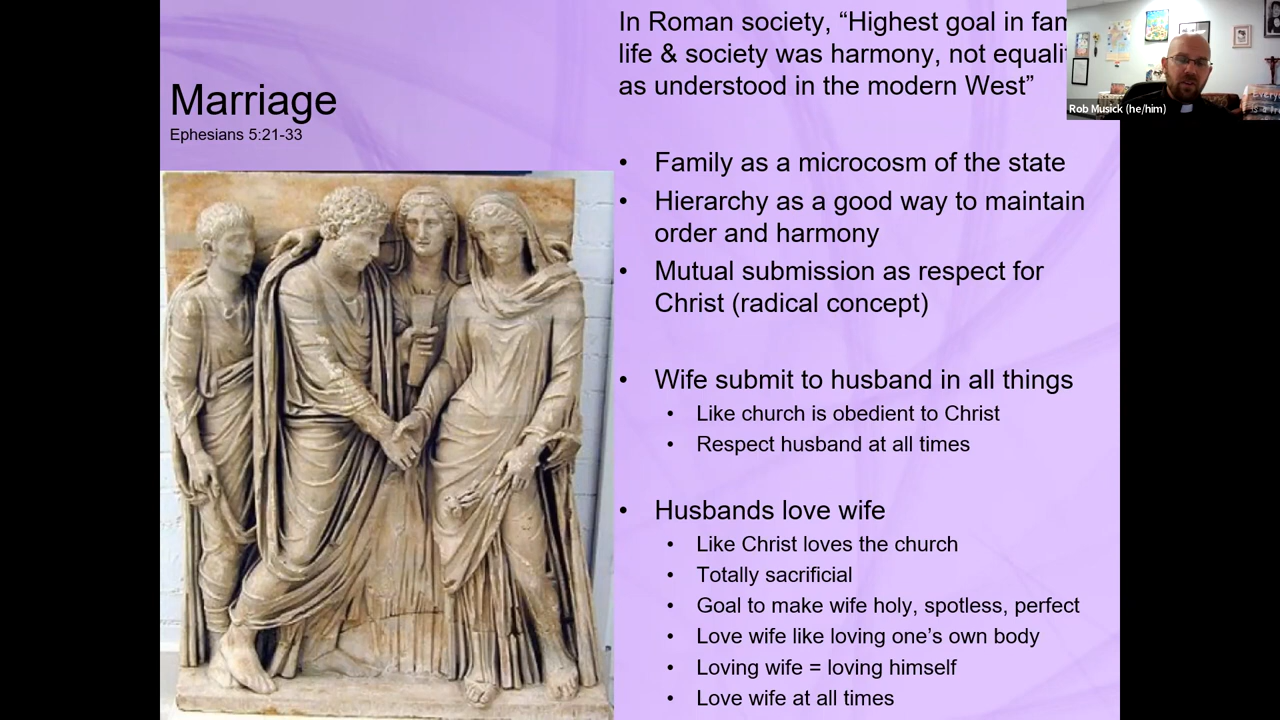 Marriage
Ephesians 5:21-33
In Roman society, “Highest goal in
life & society was harmony, not
as understood in the modern West”
• Family as a microcosm of the state
• Hierarchy as a good way to maintain
order and harmony
• Mutual submission as respect for
Christ (radical concept)
• Wife submit to husband in all things
• Like church is obedient to Christ
• Respect husband at all times
• Husbands love wife
• Like Christ loves the church
• Totally sacrificial
• Goal to make wife holy, spotless, perfect
• Love wife like loving one’s own body
• Loving wife = loving himself
• Love wife at all times
Rob Musick (he/him)